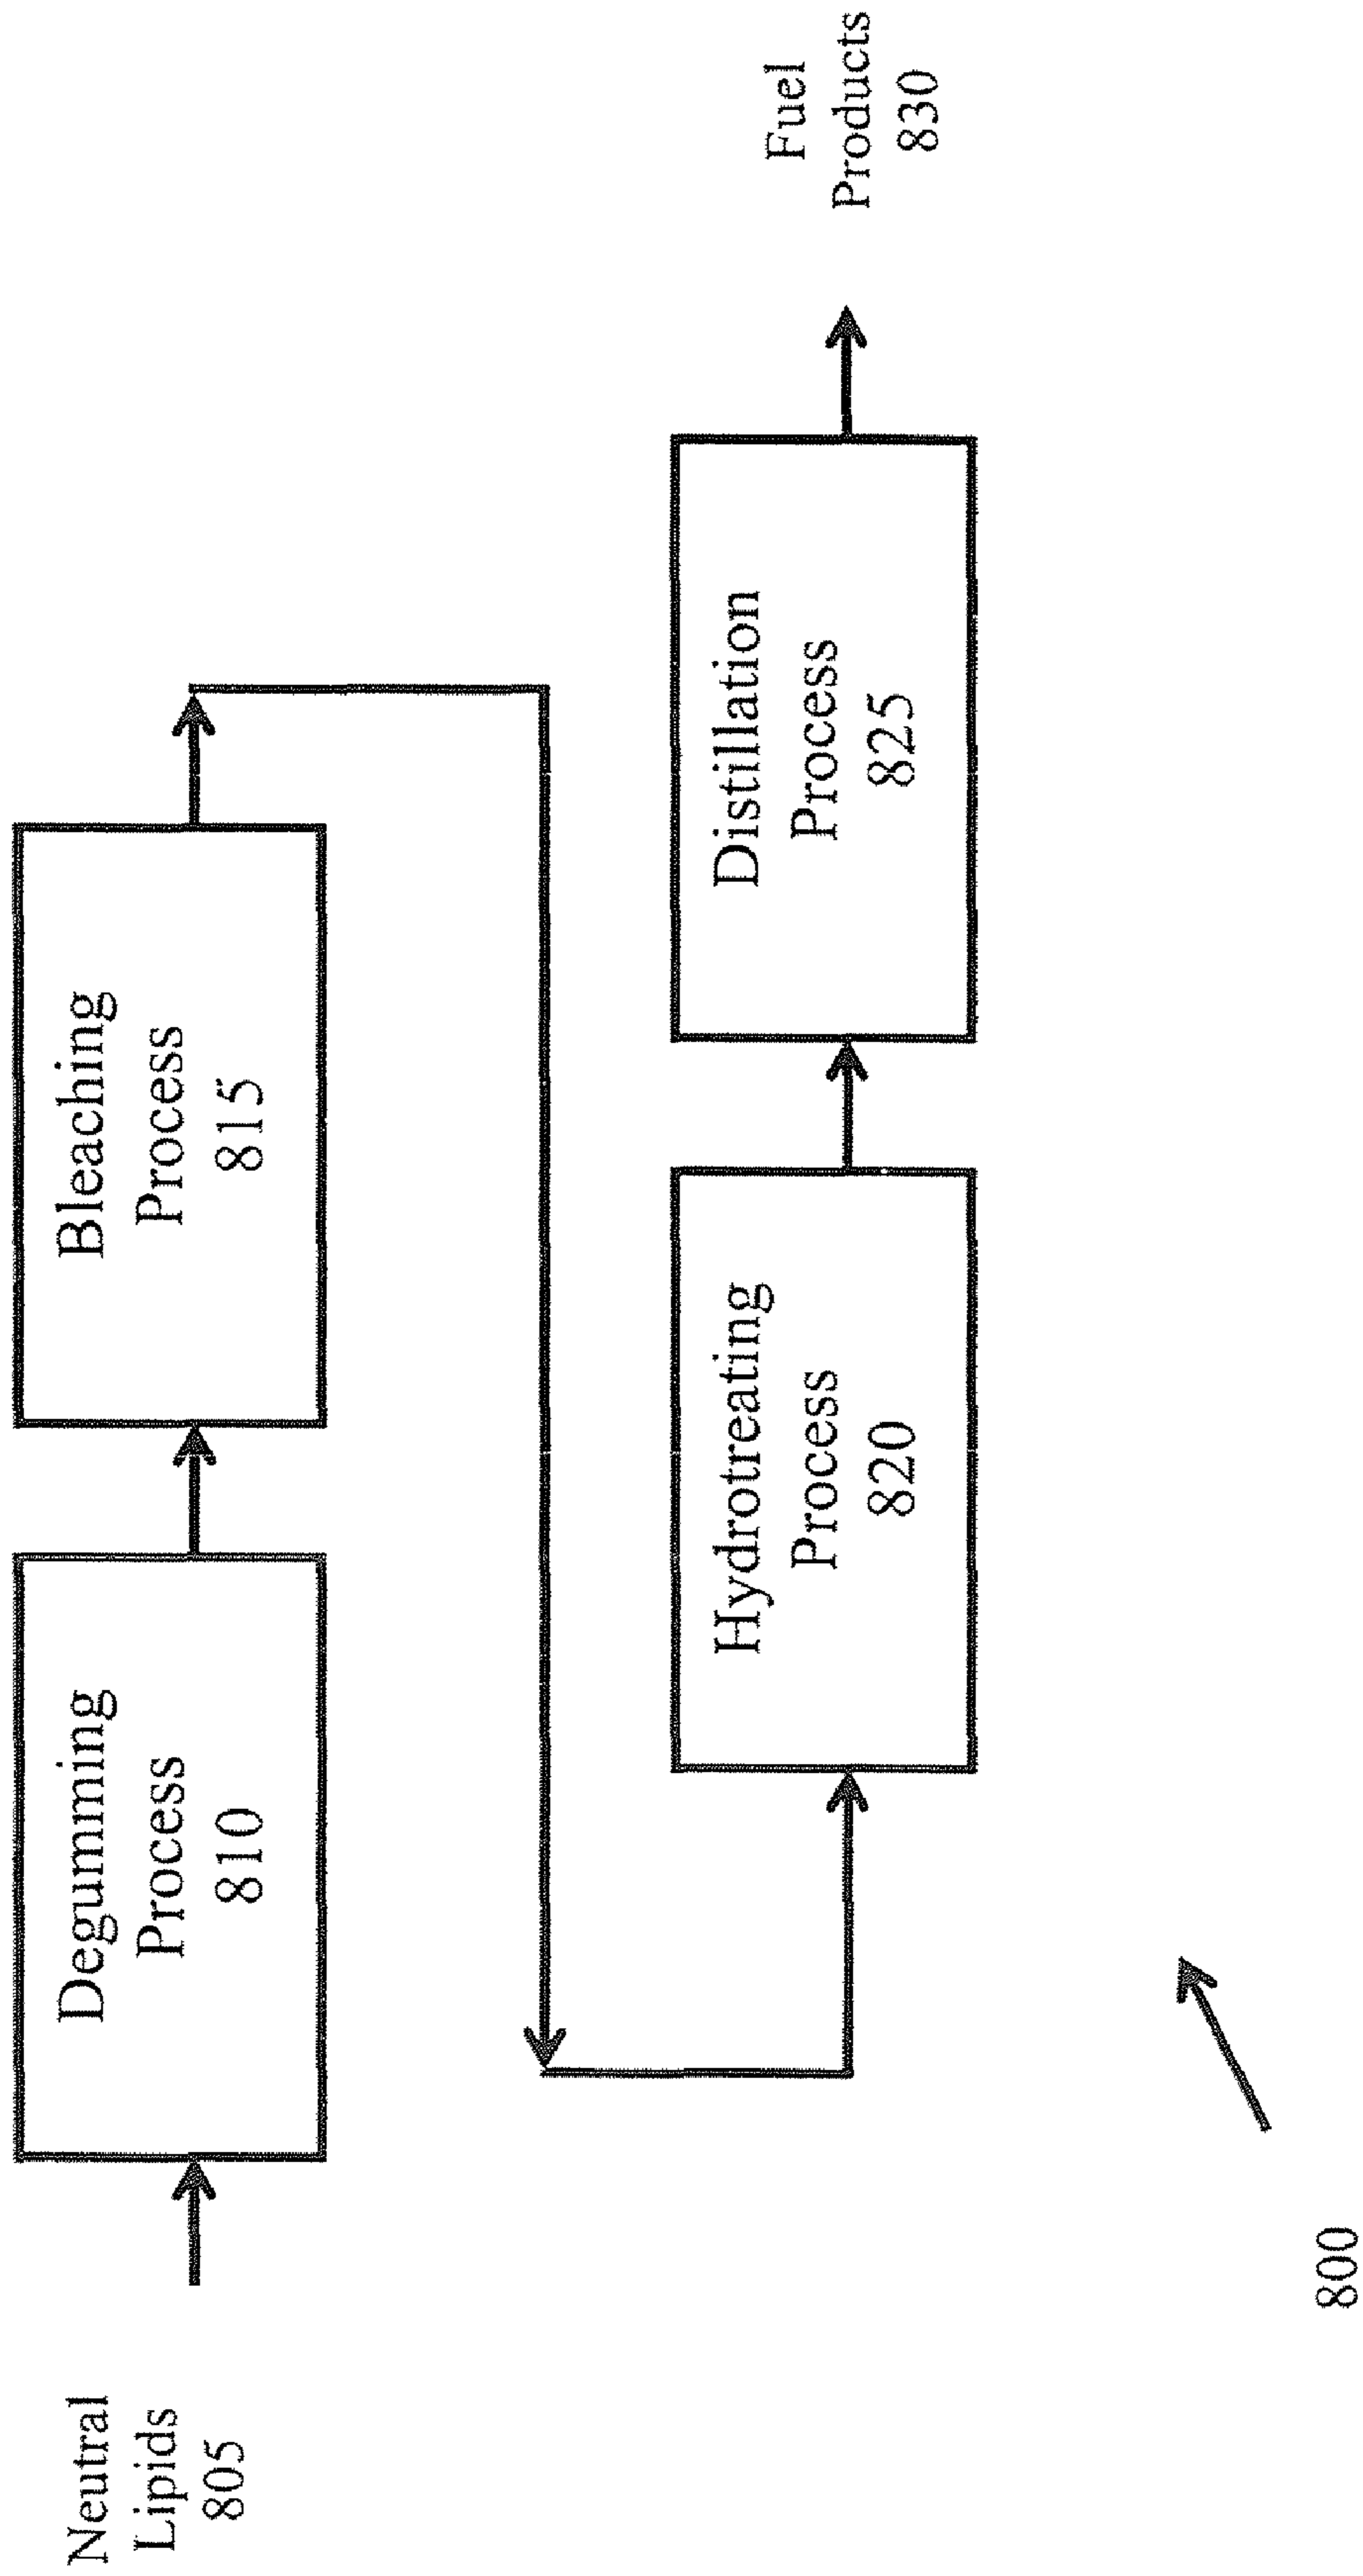 Neutral
Lipids
805
Degumming
Process
810
Bleaching
Process
815
Hydrotreating
Process
820
Distillation
Process
825
Fuel
Products
830
800